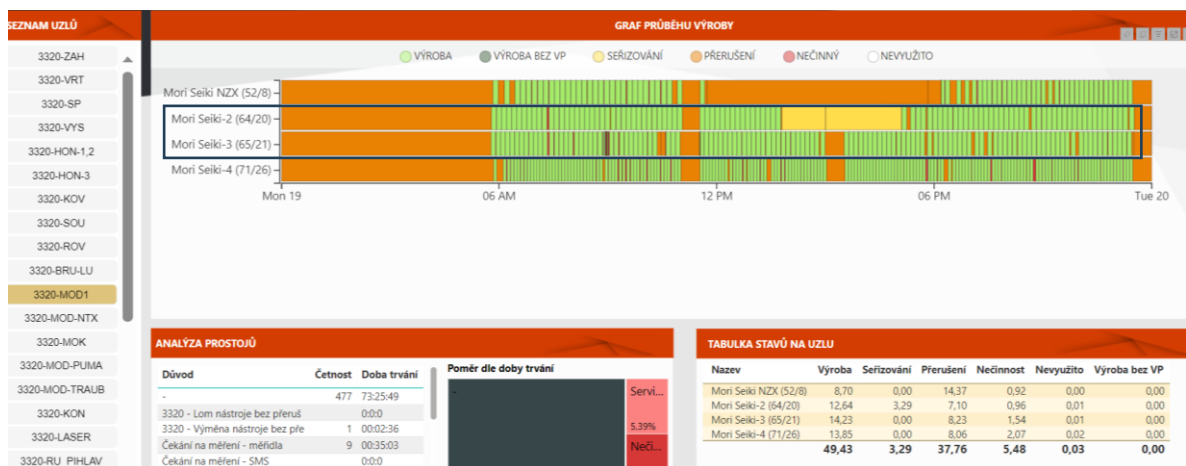 SEZNAM UZLŮ
GRAF PRŮBĚHU VÝROBY
3320-ZAH
3320-VRT
3320-SP
3320-VYS
3320-HON-1,2
3320-HON-3
3320-KOV
3320-SOU
3320-ROV
3320-BRU-LU
3320-MOD1
3320-MOD-NTX
3320-MOK
3320-MOD-PUMA
3320-MOD-TRAUB
3320-KON
3320-LASER
3320-RU_PIHLAV
VÝROBA VÝROBA BEZ VP SEŘIZOVÁNÍ PŘERUŠENÍ NEČINNÝ NEVYUŽITO
Mori Seiki NZX (52/8)
Mori Seiki-2 (64/20)
Mori Seiki-3 (65/21)
Mori Seiki-4 (71/26)
Mon 19 06 AM 12 PM 06 PM Tue 20
ANALÝZA PROSTOJŮ
Důvod Četnost Doba trvání
- 477 73:25:49
3320 - Lom nástroje bez přeruš 0:0:0
3320 - Výměna nástroje bez pře 1 00:02:36
Čekání na měření - měřidla 9 00:35:03
Čekání na měření - SMS 0:0:0
Poměr dle doby trvání
-
Servi...
5.39%
Neči...
TABULKA STAVŮ NA UZLU
Nazev Výroba Seřizování Přerušení Nečinnost Nevyužito Výroba bez VP
Mori Seiki NZX (52/8) 8,70 0,00 14,37 0,92 0,00 0,00
Mori Seiki-2 (64/20) 12,64 3,29 7,10 0,96 0,01 0,00
Mori Seiki-3 (65/21) 14,23 0,00 8,23 1,54 0,01 0,00
Mori Seiki-4 (71/26) 13,85 0,00 8,06 2,07 0,02 0,00
49,43 3,29 37,76 5,48 0,03 0,00